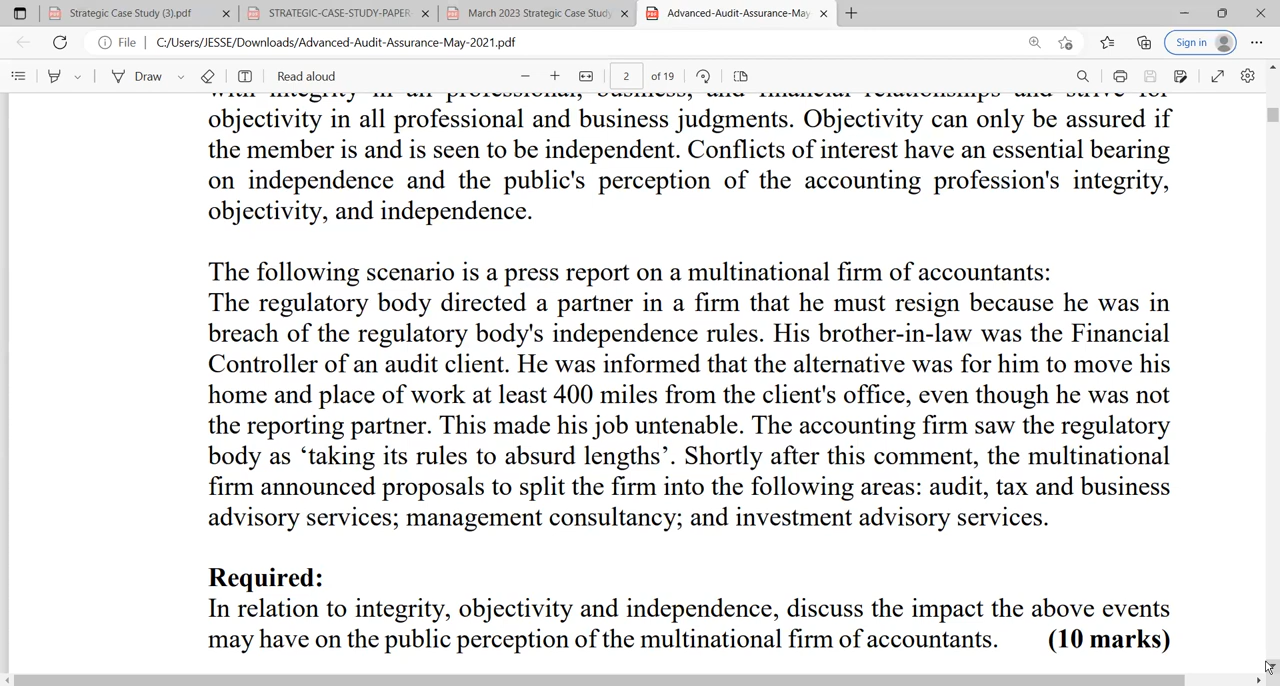 Strategic Case Study (3).pdf
STRATEGIC-CASE-STUDY-PAPER
March 2023 Strategic Case Study
Advanced-Audit-Assurance-May-
File
C:/Users/JESSE/Downloads/Advanced-Audit-Assurance-May-2021.pdf
Sign in
Draw
Read aloud
2
of 19
with integrity in all professional, business, and financial relationships and strive for
objectivity in all professional and business judgments. Objectivity can only be assured if
the member is and is seen to be independent. Conflicts of interest have an essential bearing
on independence and the public's perception of the accounting profession's integrity,
objectivity, and independence.
The following scenario is a press report on a multinational firm of accountants:
The regulatory body directed a partner in a firm that he must resign because he was in
breach of the regulatory body's independence rules. His brother-in-law was the Financial
Controller of an audit client. He was informed that the alternative was for him to move his
home and place of work at least 400 miles from the client's office, even though he was not
the reporting partner. This made his job untenable. The accounting firm saw the regulatory
body as ‘taking its rules to absurd lengths’. Shortly after this comment, the multinational
firm announced proposals to split the firm into the following areas: audit, tax and business
advisory services; management consultancy; and investment advisory services.
Required:
In relation to integrity, objectivity and independence, discuss the impact the above events
may have on the public perception of the multinational firm of accountants. (10 marks)